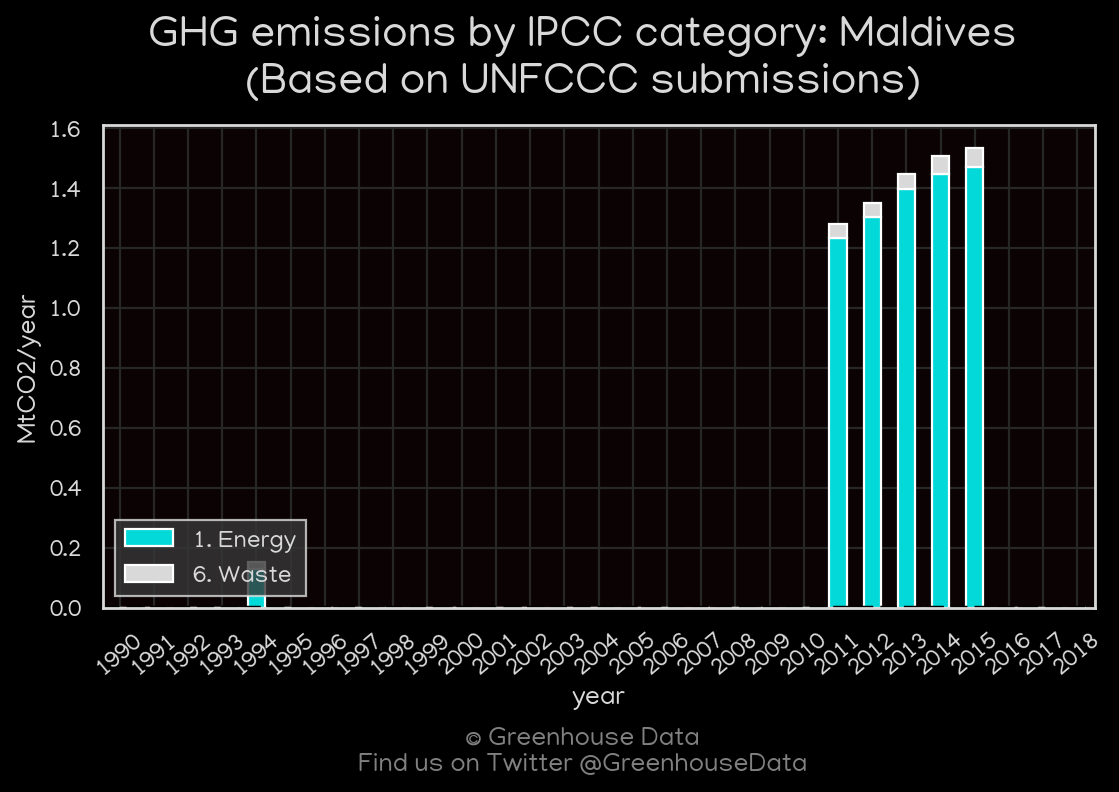 GHG emissions by IPCC category: Maldives
(Based on UNFCCC submissions)
1.6
1.4
1.2
1.0
0.8
0.6
0.4
0.2
0.0
MtCO2/year
1. Energy
6. Waste
1990 1991 1992 1993 1994 1995 1996 1997 1998 1999 2000 2001 2002 2003 2004 2005 2006 2007 2008 2009 2010 2011 2012 2013 2014 2015 2016 2017 2018
year
© Greenhouse Data
Find us on Twitter @GreenhouseData